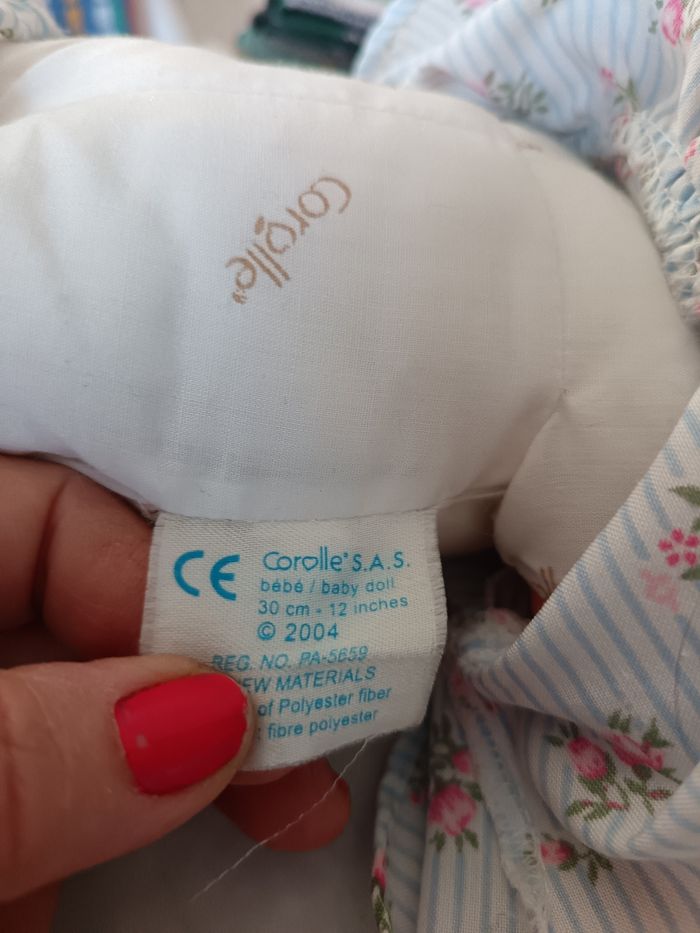 Corolle
CE Corolle® S.A.S.
bébé / baby doll
30 cm - 12 inches
© 2004
REG. NO. PA-5659
MATERIALS
of Polyester fiber
fibre polyester